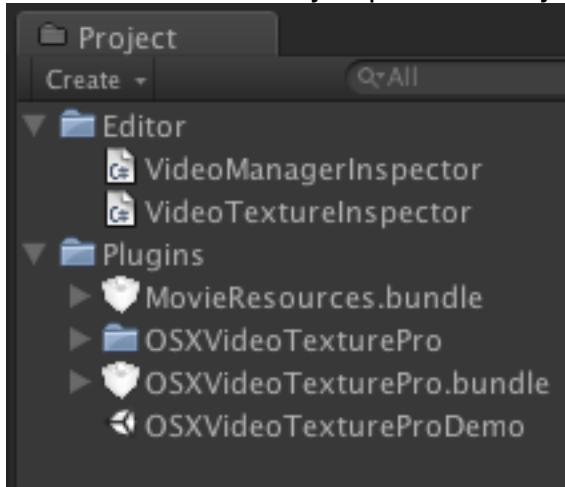 Project
Create All
Editor
C# VideoManagerInspector
C# VideoTextureInspector
Plugins
MovieResources.bundle
OSXVideoTexturePro
OSXVideoTexturePro.bundle
OSXVideoTextureProDemo